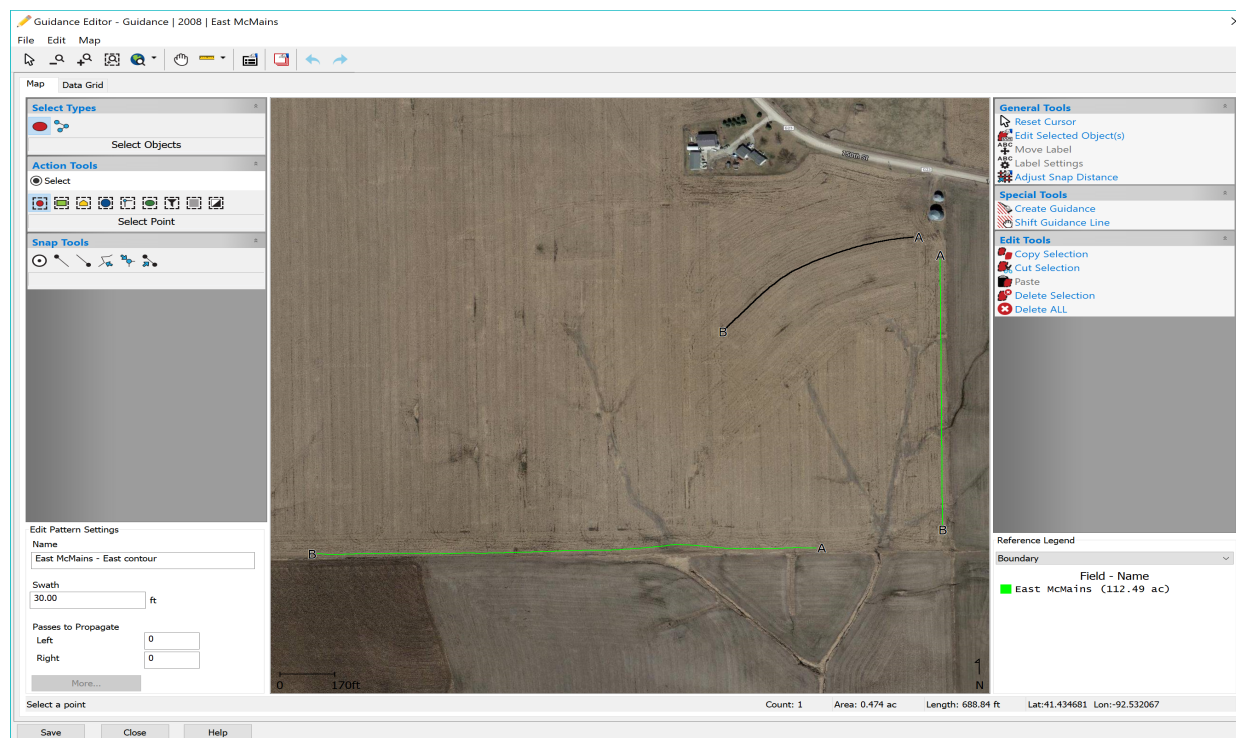 Guidance Editor - Guidance | 2008 | East McMains
File Edit Map
Map Data Grid
Select Types
Select Objects
Action Tools
Select
Select Point
Snap Tools
Edit Pattern Settings
Name
East McMains - East contour
Swath
30.00 ft
Passes to Propagate
Left 0
Right 0
More...
A
B
A
B
B
A
0 170ft
N
General Tools
Reset Cursor
Edit Selected Object(s)
ABC Move Label
ABC Label Settings
Adjust Snap Distance
Special Tools
Create Guidance
Shift Guidance Line
Edit Tools
Copy Selection
Cut Selection
Paste
Delete Selection
Delete ALL
Reference Legend
Boundary
Field - Name
East McMains (112.49 ac)
Select a point Count: 1 Area: 0.474 ac Length: 688.84 ft Lat:41.434681 Lon:-92.532067
Save Close Help